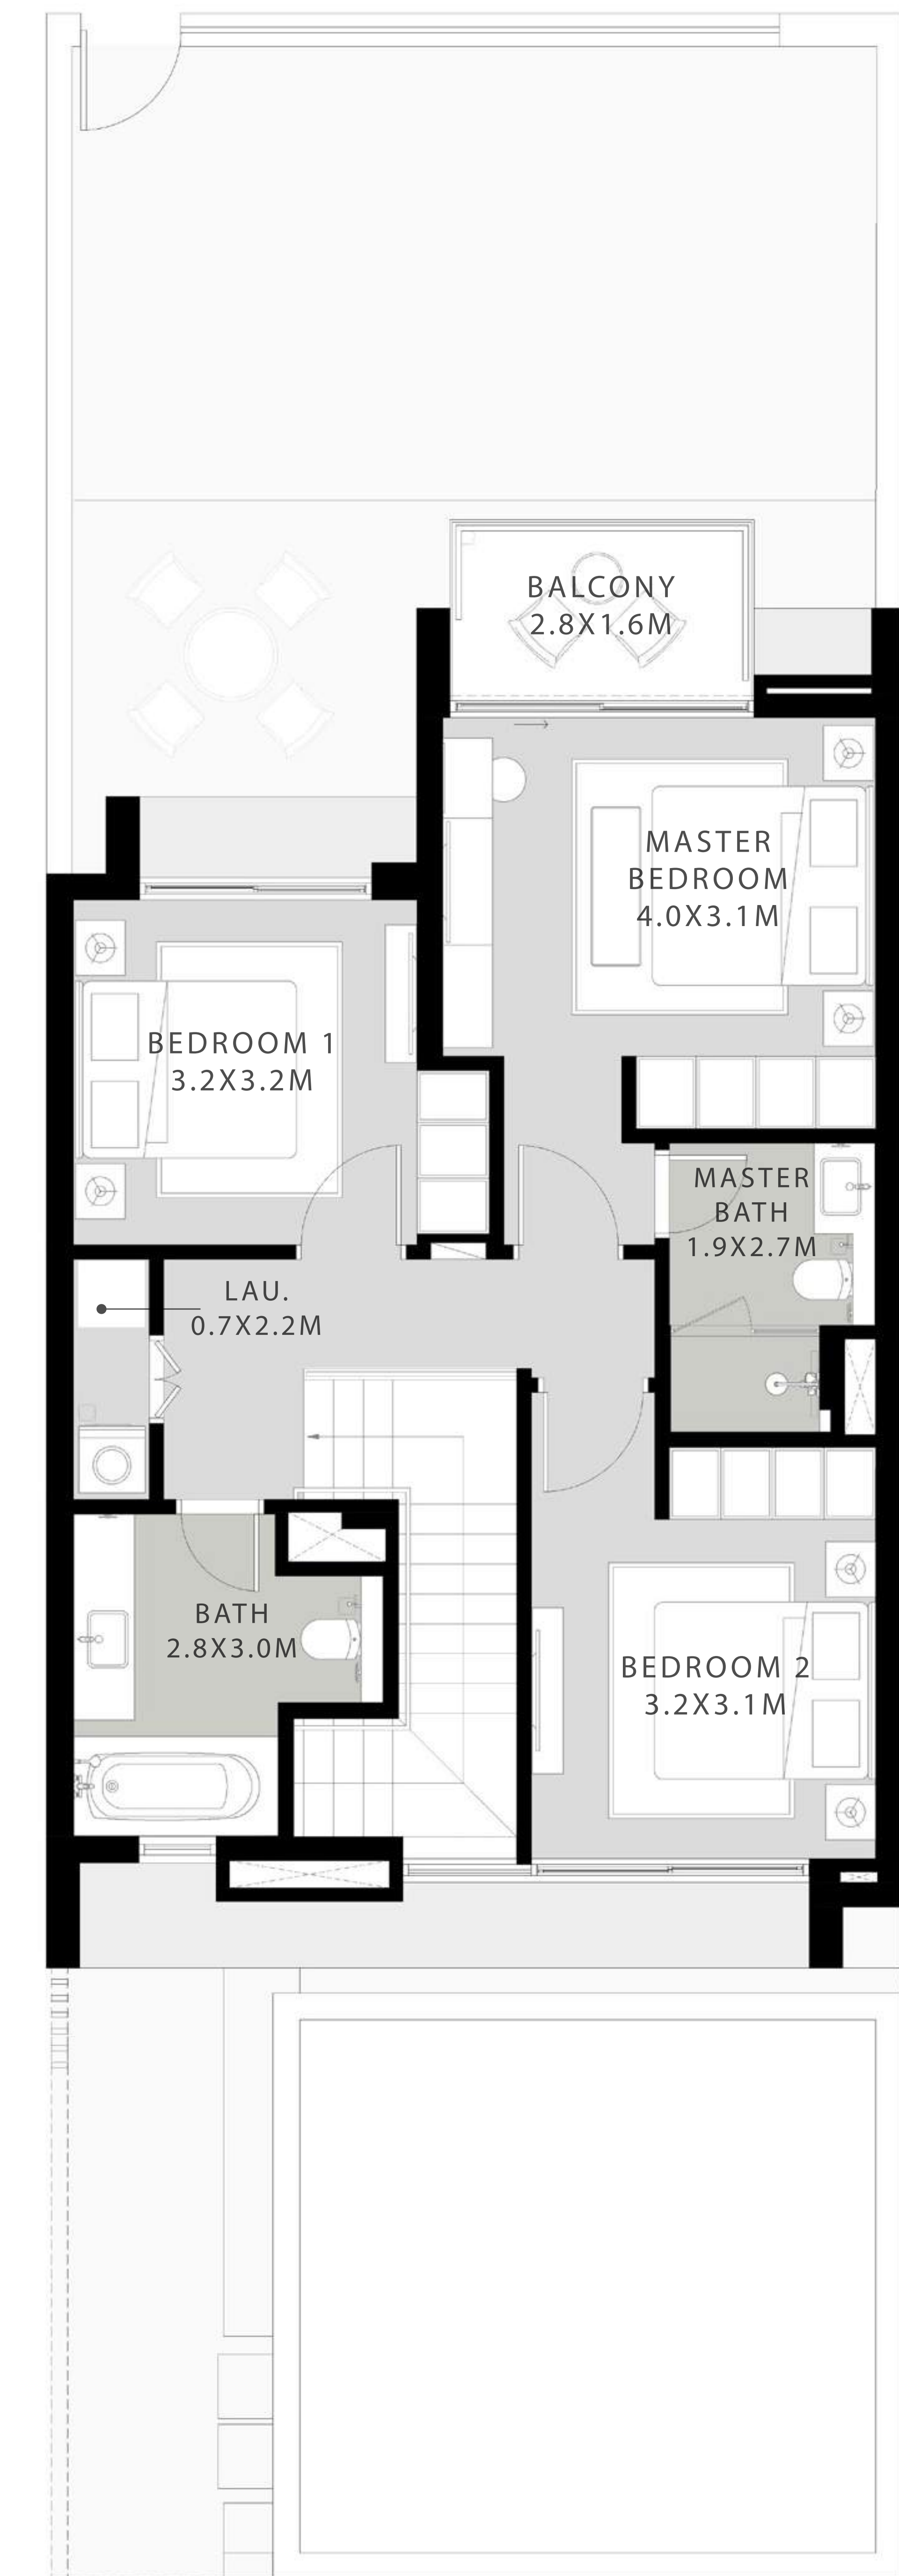 BALCONY
2.8X1.6M
MASTER
BEDROOM
4.0X3.1M
BEDROOM 1
3.2X3.2M
MASTER
BATH
1.9X2.7M
LAU.
0.7X2.2M
BATH
2.8X3.0M
BEDROOM 2
3.2X3.1M